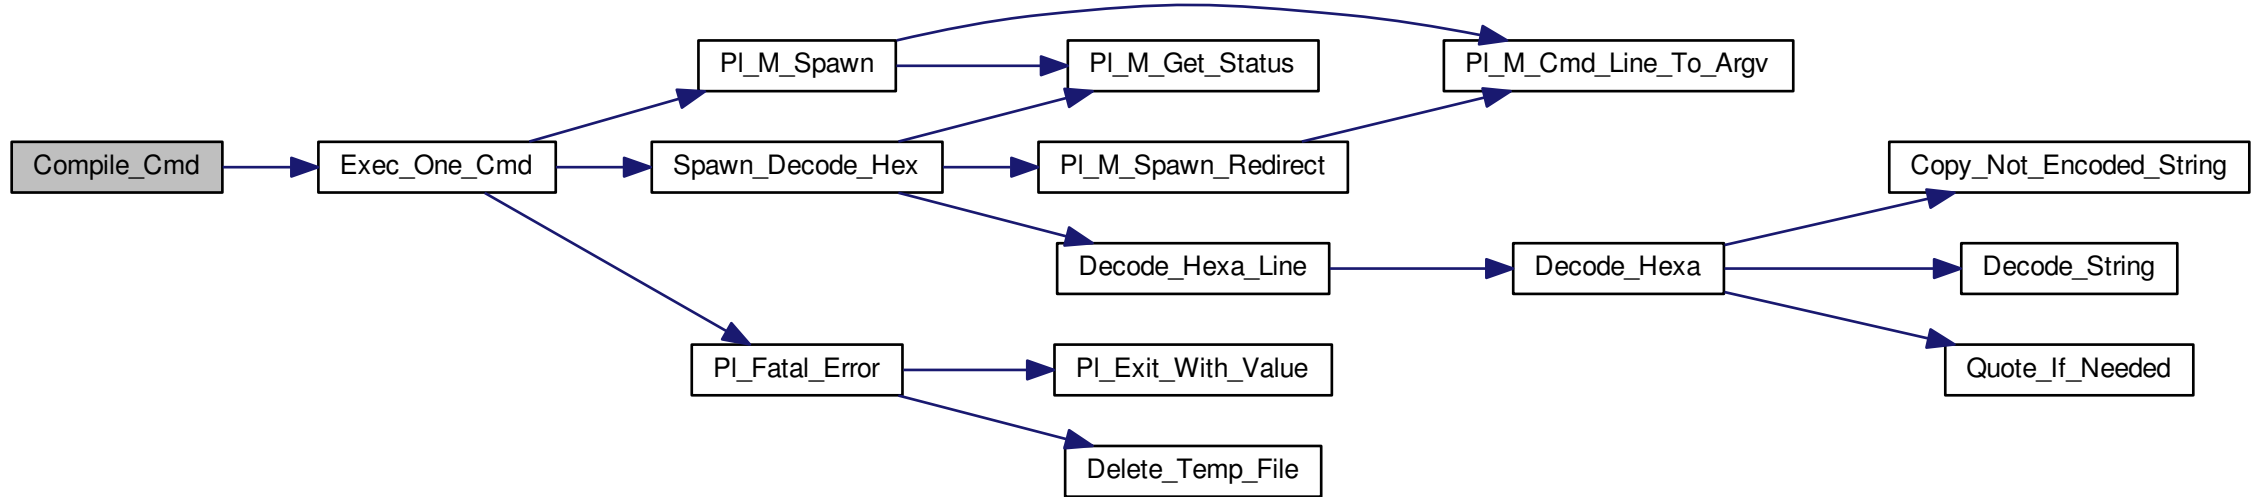 Pl_M_Spawn
Pl_M_Get_Status
Pl_M_Cmd_Line_To_Argv
Compile_Cmd
Exec_One_Cmd
Spawn_Decode_Hex
Pl_M_Spawn_Redirect
Copy_Not_Encoded_String
Decode_Hexa_Line
Decode_Hexa
Decode_String
Pl_Fatal_Error
Pl_Exit_With_Value
Quote_If_Needed
Delete_Temp_File